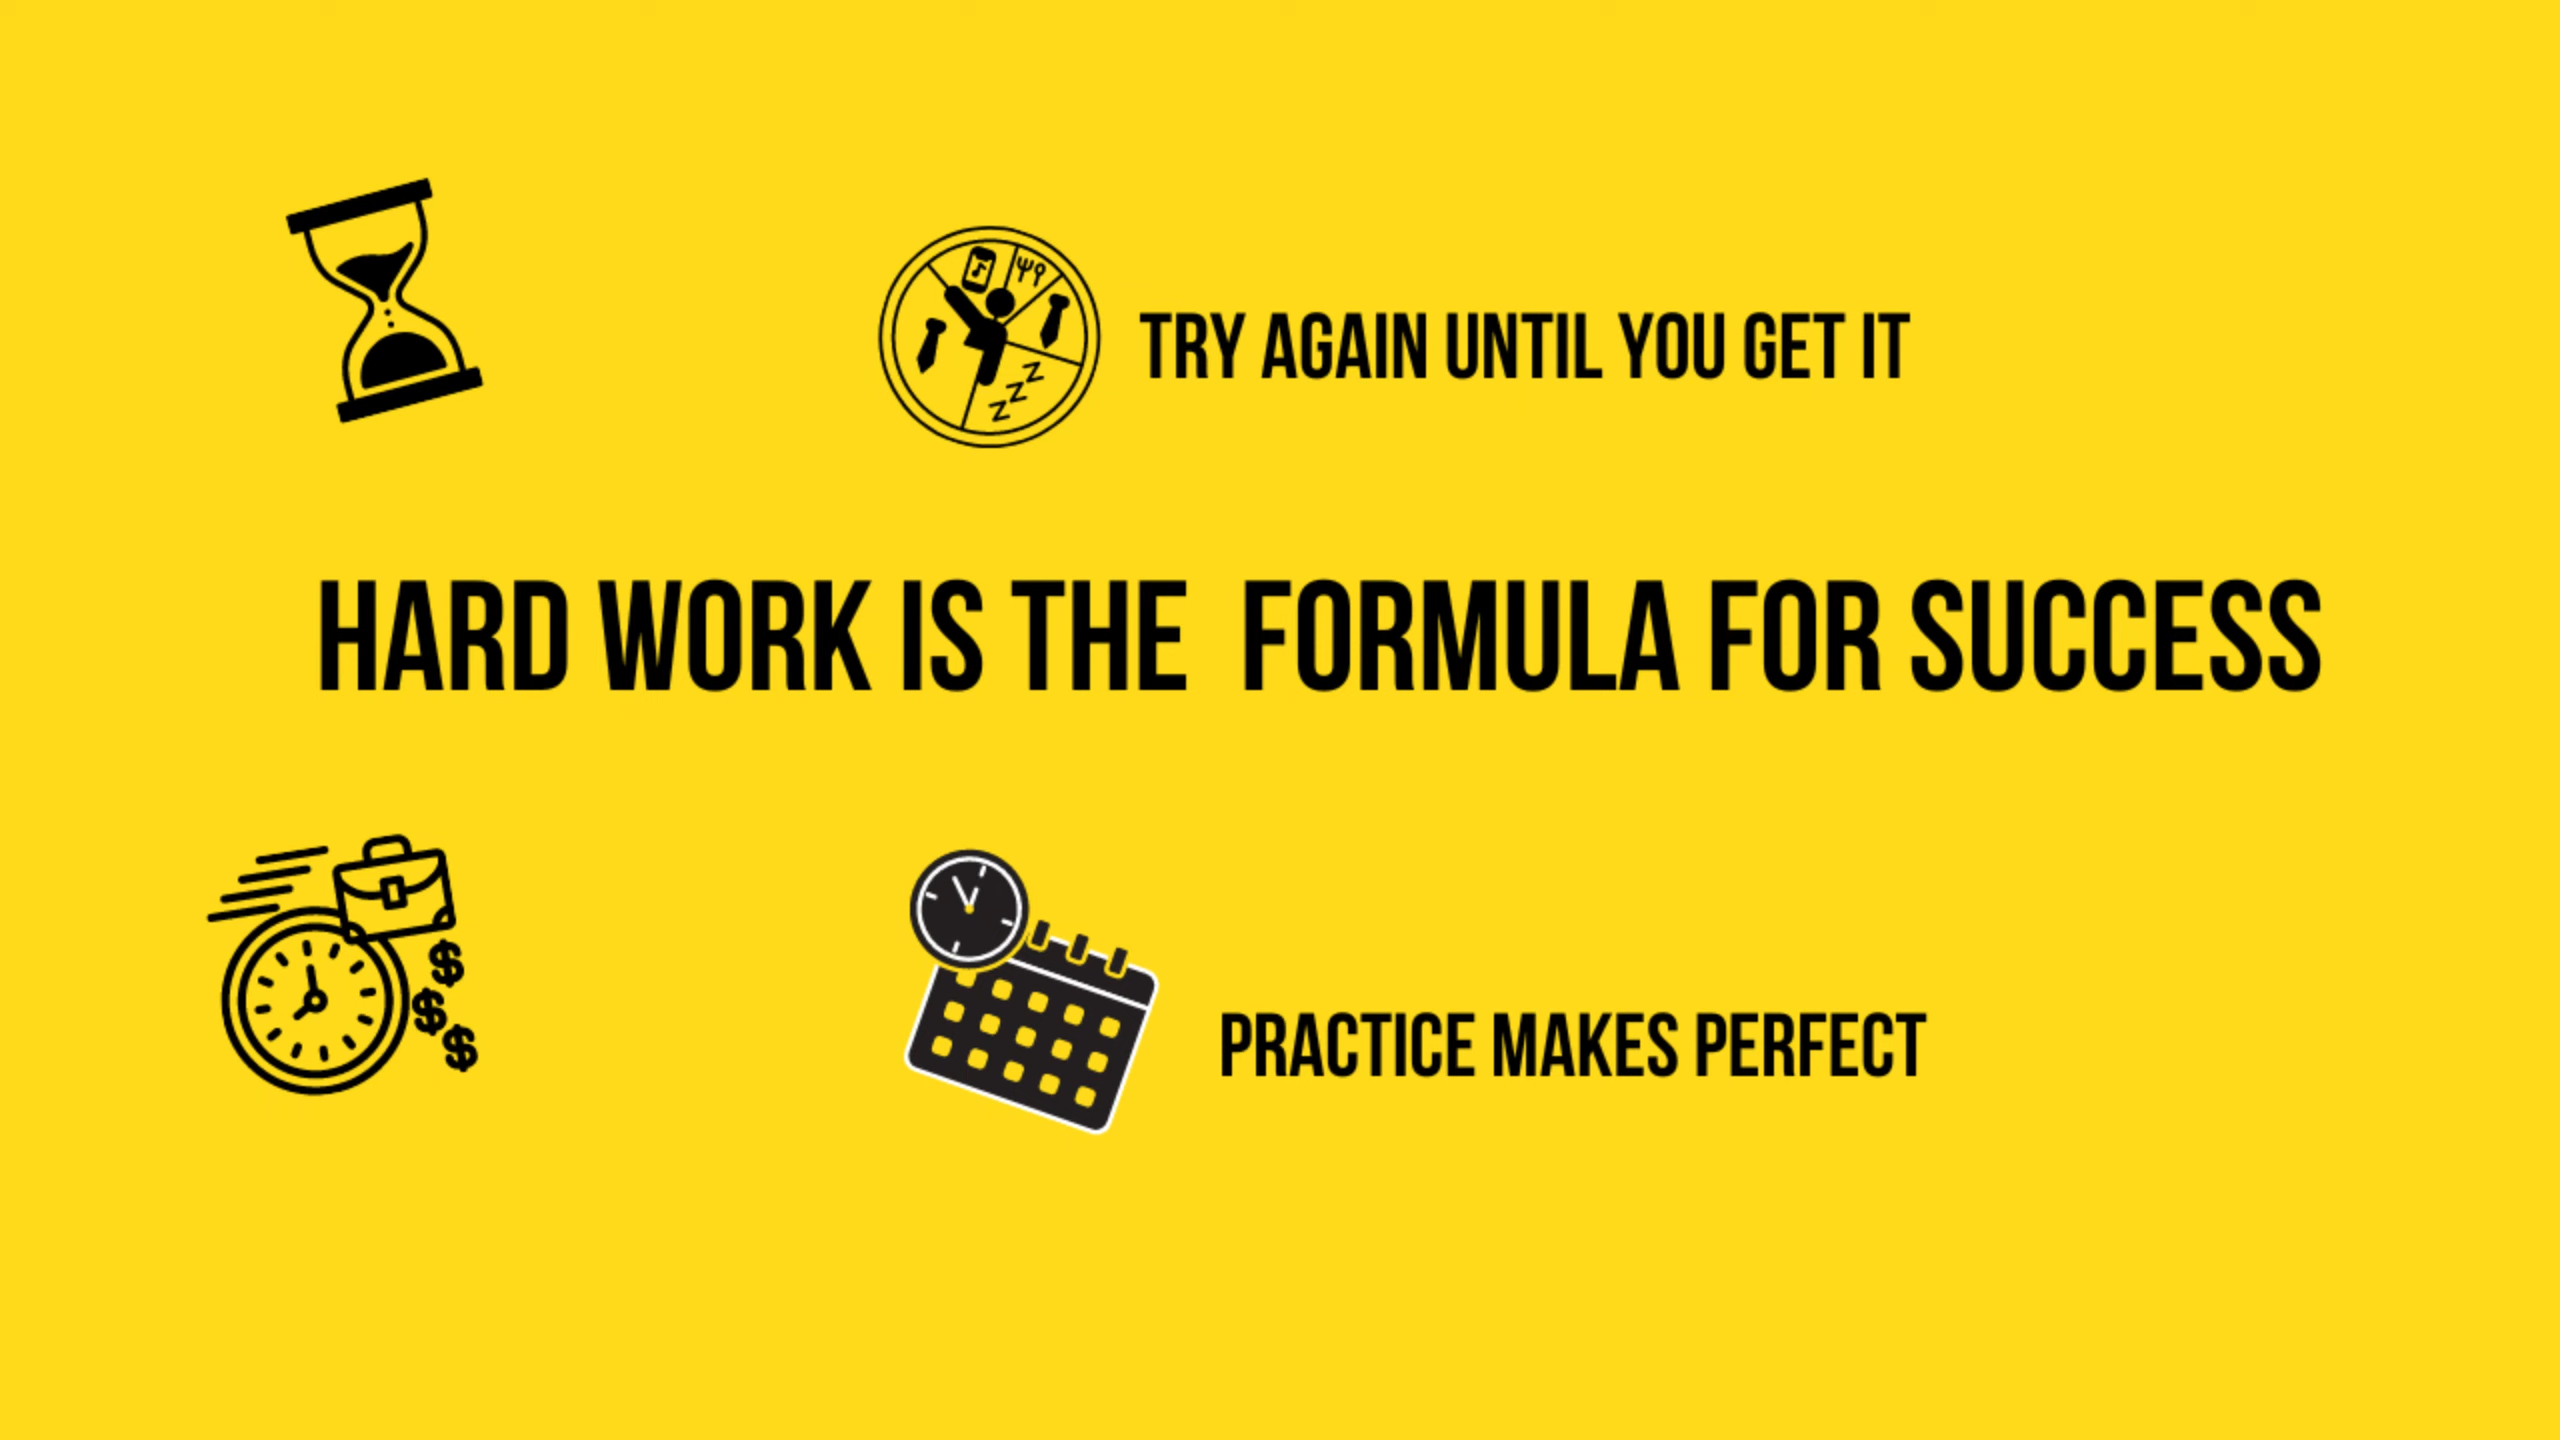 TRY AGAIN UNTIL YOU GET IT
HARD WORK IS THE  FORMULA FOR SUCCESS
PRACTICE MAKES PERFECT